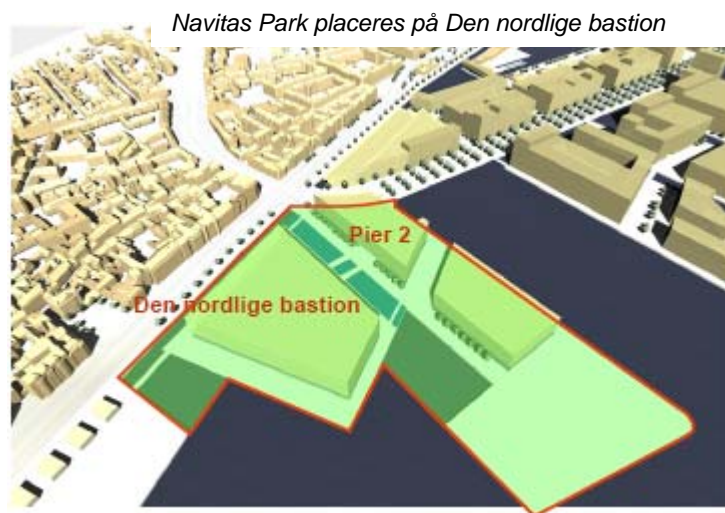 Navitas Park placeres på Den nordlige bastion
Pier 2
Den nordlige bastion